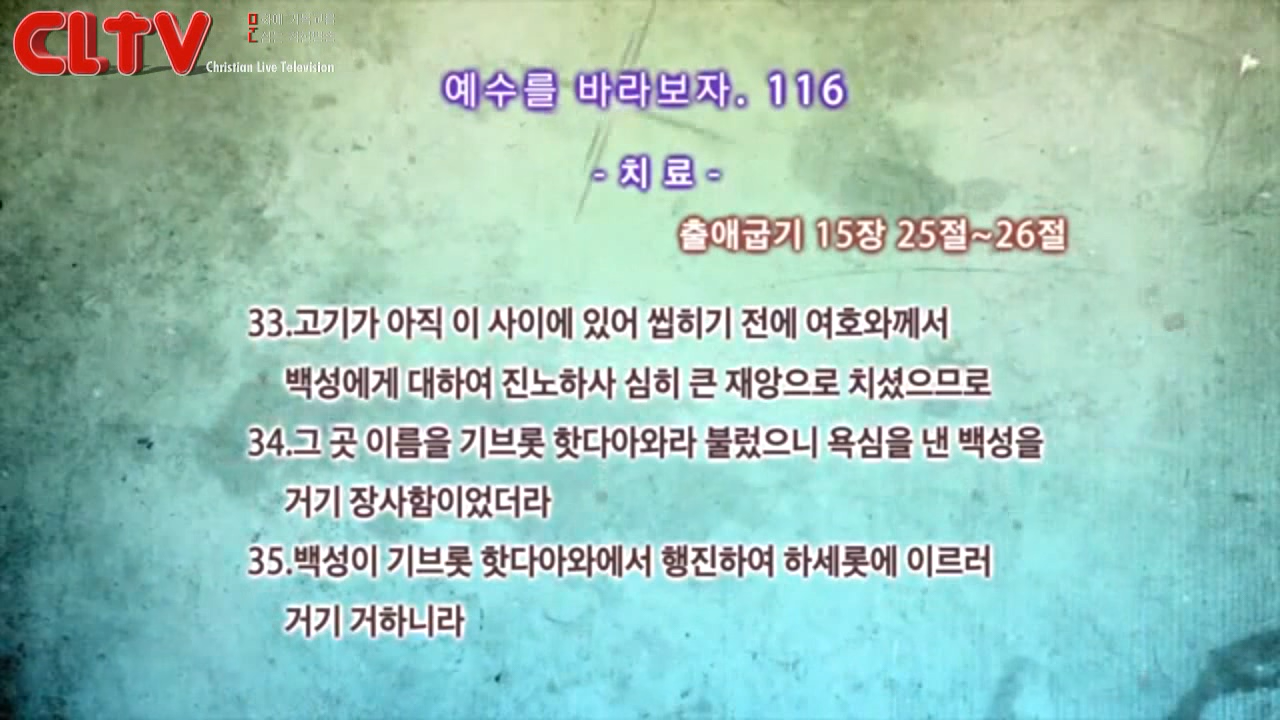 CLTV
Christian Live Television
예수를 바라보자. 116
- 치 료 -
출애굽기 15장 25절~26절
33.고기가 아직 이 사이에 있어 씹히기 전에 여호와께서
백성에게 대하여 진노하사 심히 큰 재앙으로 치셨으므로
34.그 곳 이름을 기브롯 핫다아와라 불렀으니 욕심을 낸 백성을
거기 장사함이었더라
35.백성이 기브롯 핫다아와에서 행진하여 하세롯에 이르러
거기 거하니라